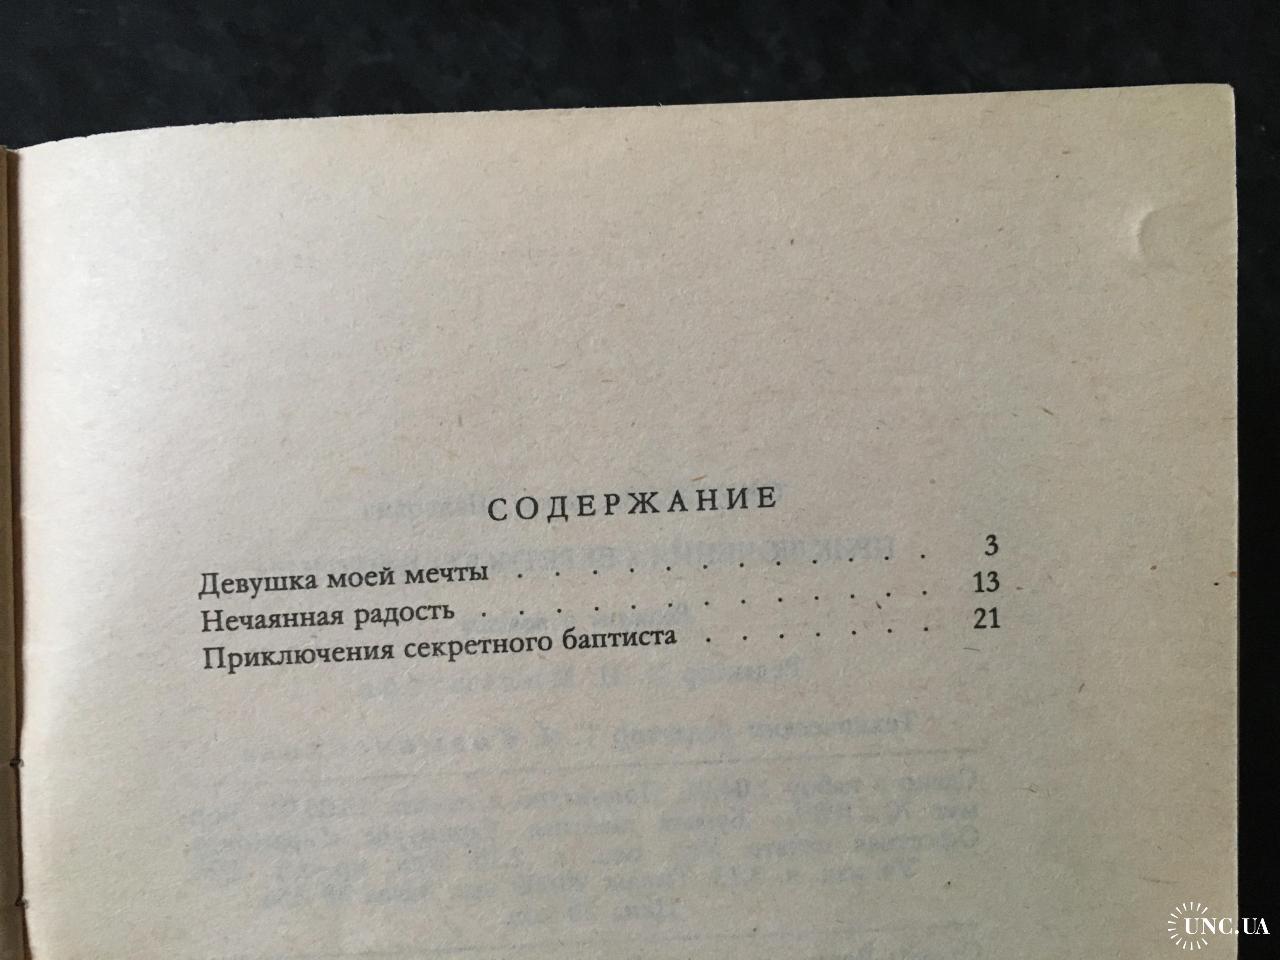 СОДЕРЖАНИЕ
Девушка моей мечты . . . . . . . . . . . . 3
Нечаянная радость . . . . . . . . . . . . . 13
Приключения секретного баптиста . . . . . . . 21
UNC.UA